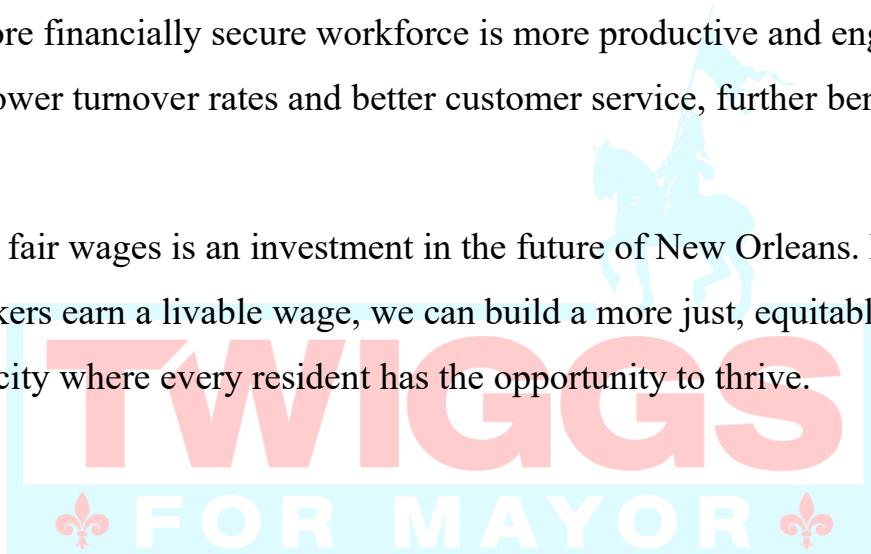 ore financially secure workforce is more productive and eng
ower turnover rates and better customer service, further ben
fair wages is an investment in the future of New Orleans.
kers earn a livable wage, we can build a more just, equitabl
city where every resident has the opportunity to thrive.
TWIGGS
FOR MAYOR